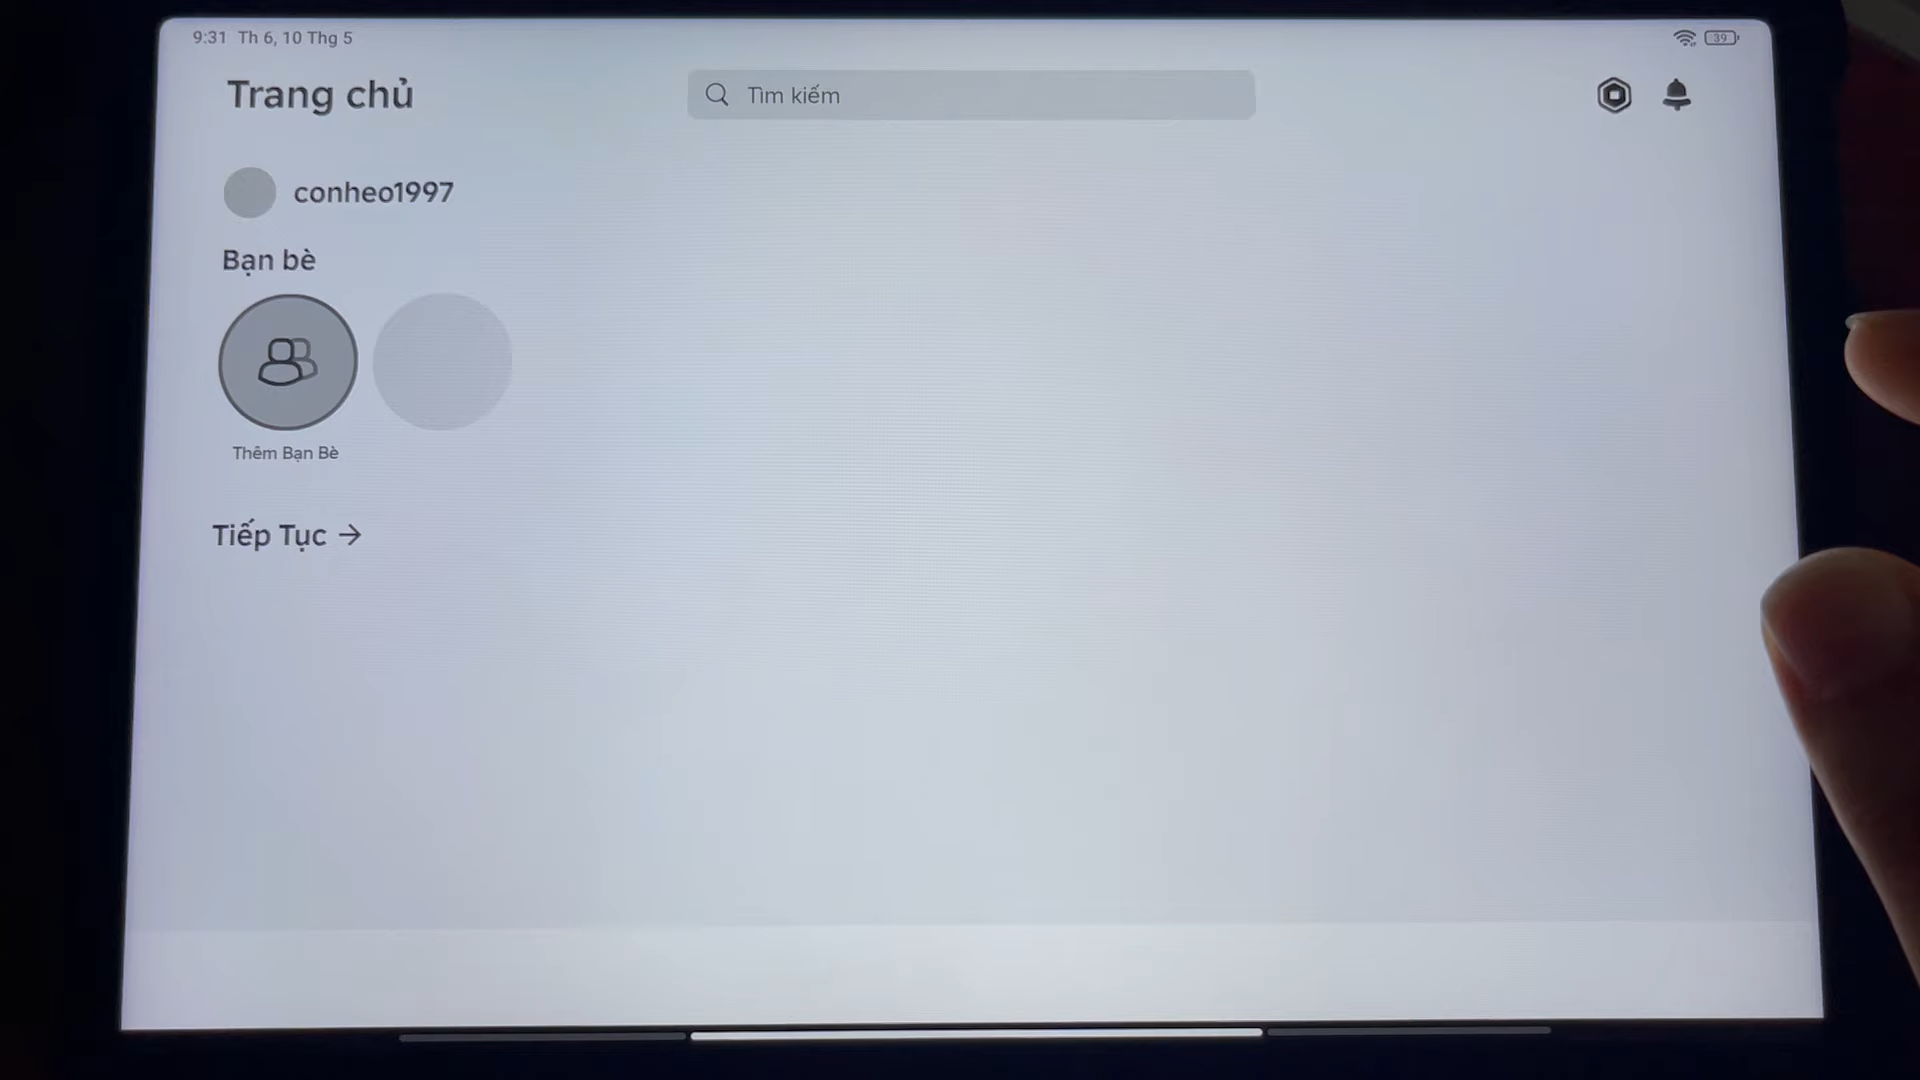 9:31 Th 6, 10 Thg 5
39
Trang chủ
Tìm kiếm
conheo1997
Bạn bè
Thêm Bạn Bè
Tiếp Tục →